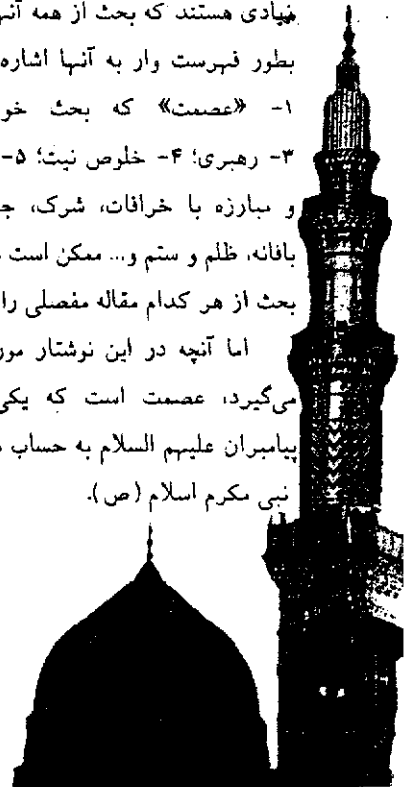 بنیادی هستند که بحث از همه آنها
بطور فهرست وار به آنها اشاره
۱- «عصمت» که بحث خو
۳- رهبری؛ ۴- خلوص نیت؛ ۵-
و مبارزه با خرافات، شرک، ج
بافانه، ظلم و ستم و... ممکن است
بحث از هر کدام مقاله مفصلی را
اما آنچه در این نوشتار مور
می‌گیرد، عصمت است که یکی
پیامبران علیهم السلام به حساب
نبی مکرم اسلام (ص).